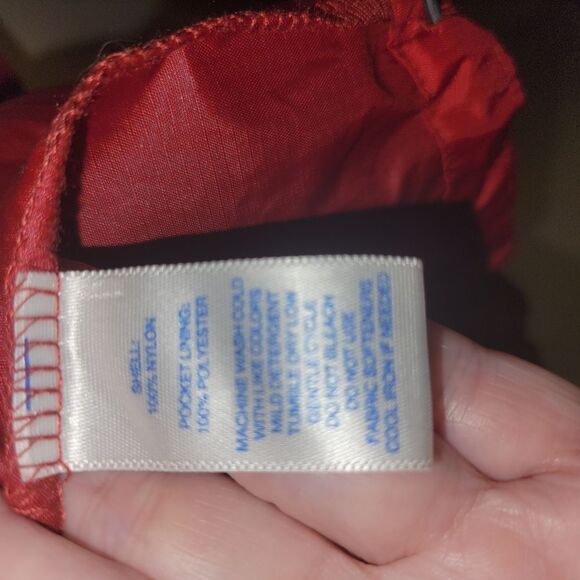 SHELL:
100% NYLON
POCKET LINING:
100% POLYESTER
MACHINE WASH COLD
WITH LIKE COLORS
MILD DETERGENT
TUMBLE DRY LOW
GENTLE CYCLE
DO NOT BLEACH
DO NOT USE
FABRIC SOFTENERS
COOL IRON IF NEEDED